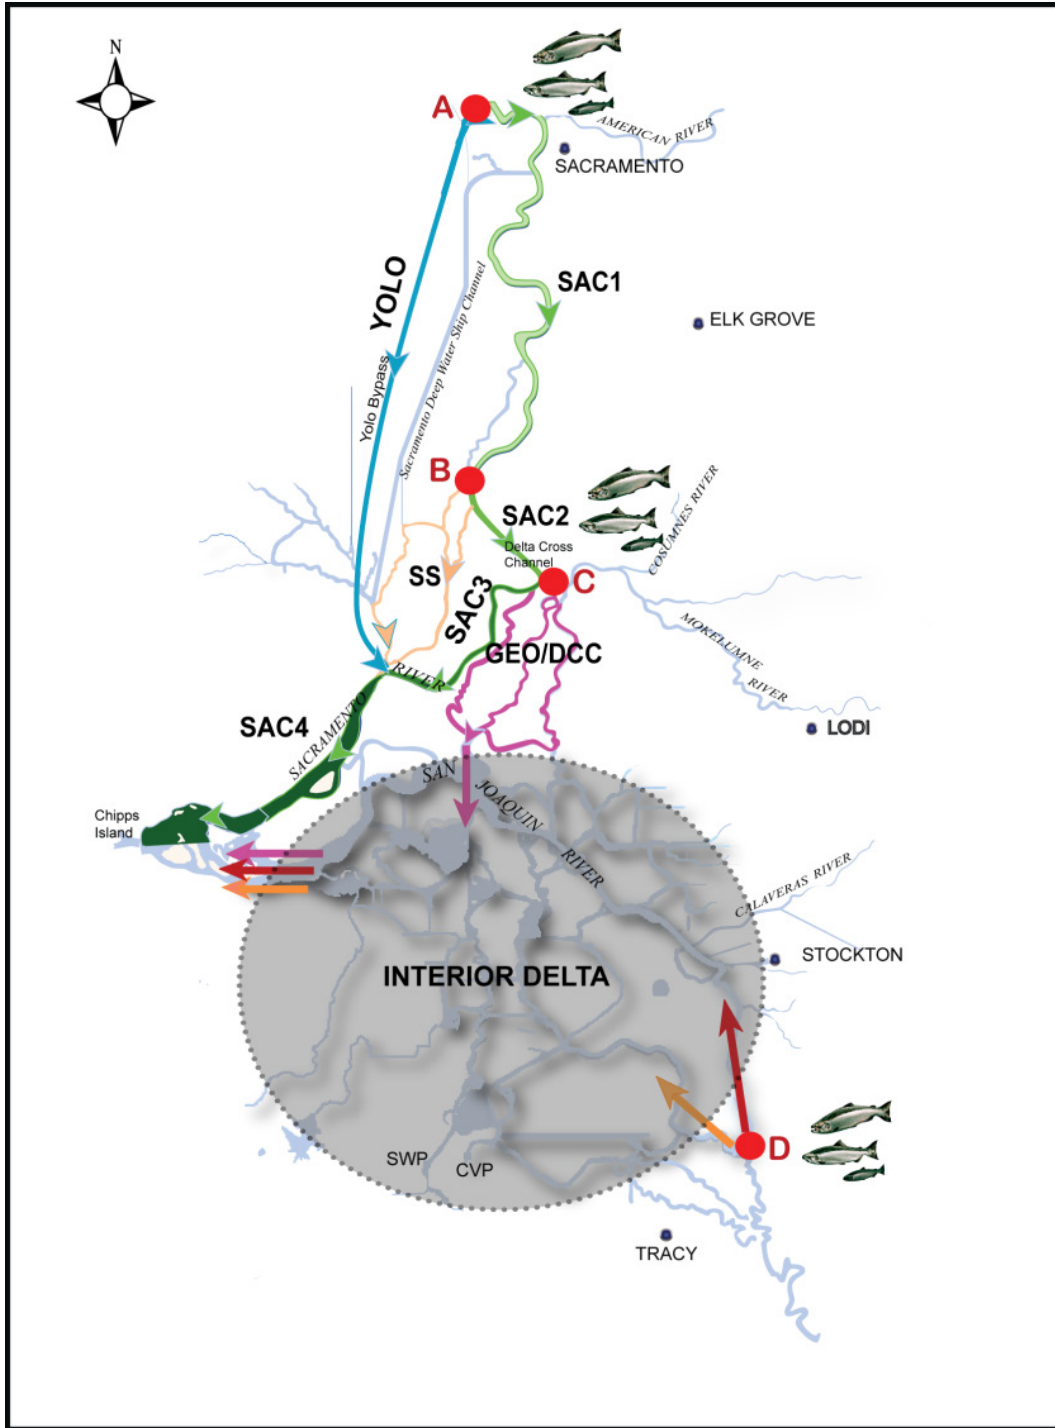 N
A
AMERICAN RIVER
SACRAMENTO
YOLO
SAC1
Sacramento Deep Water Ship Channel
ELK GROVE
Yolo Bypass
B
SAC2
COSUMNES RIVER
Delta Cross
Channel
C
SS
SAC3
MOKELUMNE
RIVER
GEO/DCC
RIVER
SACRAMENTO
LODI
SAC4
SAN
JOAQUIN
RIVER
Chipps
Island
CALAVERAS RIVER
STOCKTON
INTERIOR DELTA
D
SWP
CVP
TRACY